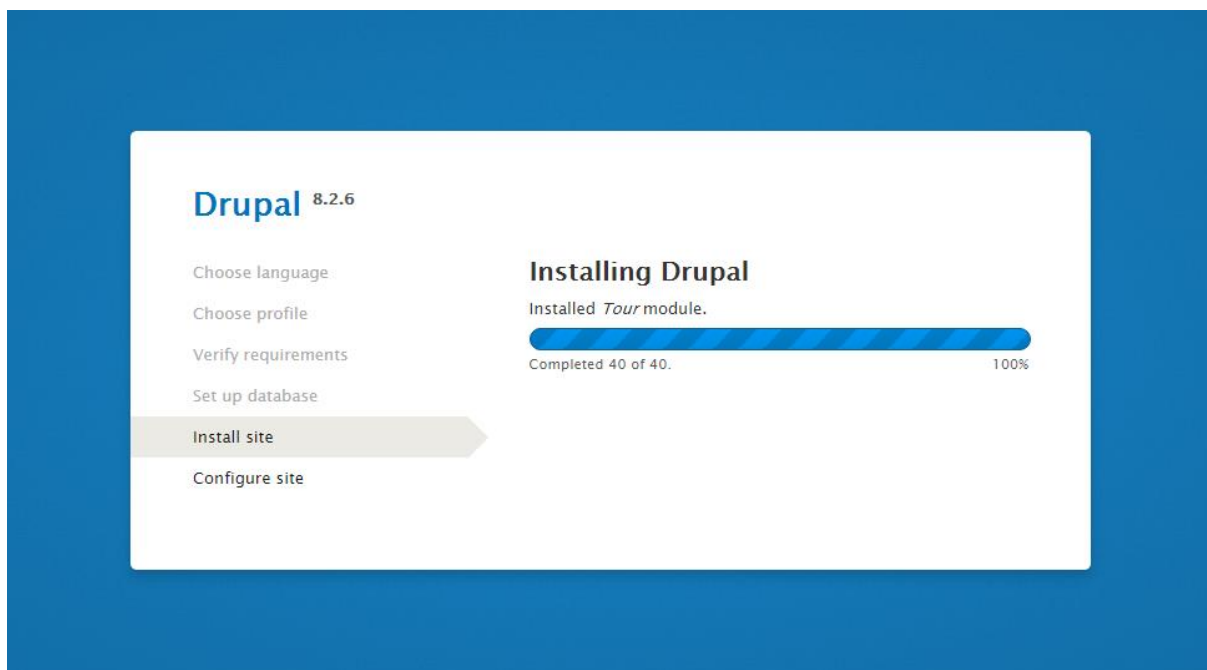 Drupal 8.2.6
Choose language
Choose profile
Verify requirements
Set up database
Install site
Configure site
Installing Drupal
Installed Tour module.
Completed 40 of 40. 100%